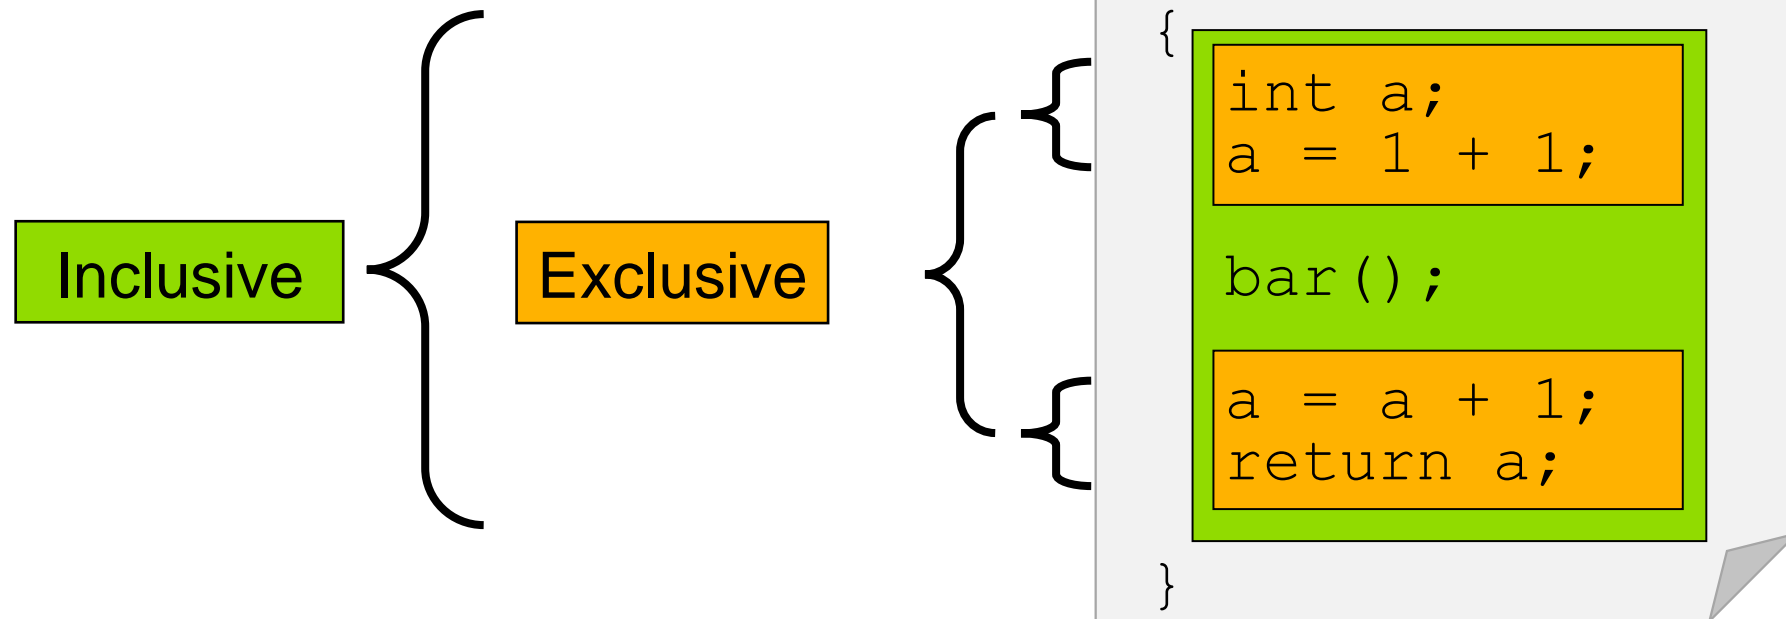 Inclusive
Exclusive
{
int a;
a = 1 + 1;
bar();
a = a + 1;
return a;
}